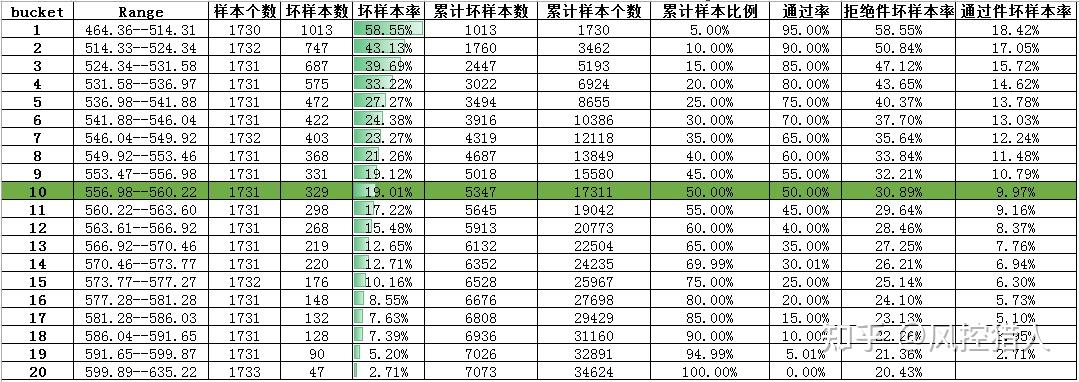 bucket Range 样本个数 坏样本数 坏样本率 累计坏样本数 累计样本个数 累计样本比例 通过率 拒绝件坏样本率 通过件坏样本率
1 464.36--514.31 1730 1013 58.55% 1013 1730 5.00% 95.00% 58.55% 18.42%
2 514.33--524.34 1732 747 43.13% 1760 3462 10.00% 90.00% 50.84% 17.05%
3 524.34--531.58 1731 687 39.69% 2447 5193 15.00% 85.00% 47.12% 15.72%
4 531.58--536.97 1731 575 33.22% 3022 6924 20.00% 80.00% 43.65% 14.62%
5 536.98--541.88 1731 472 27.27% 3494 8655 25.00% 75.00% 40.37% 13.78%
6 541.88--546.04 1731 422 24.38% 3916 10386 30.00% 70.00% 37.70% 13.03%
7 546.04--549.92 1732 403 23.27% 4319 12118 35.00% 65.00% 35.64% 12.24%
8 549.92--553.46 1731 368 21.26% 4687 13849 40.00% 60.00% 33.84% 11.48%
9 553.47--556.98 1731 331 19.12% 5018 15580 45.00% 55.00% 32.21% 10.79%
10 556.98--560.22 1731 329 19.01% 5347 17311 50.00% 50.00% 30.89% 9.97%
11 560.22--563.60 1731 298 17.22% 5645 19042 55.00% 45.00% 29.64% 9.16%
12 563.61--566.92 1731 268 15.48% 5913 20773 60.00% 40.00% 28.46% 8.37%
13 566.92--570.46 1731 219 12.65% 6132 22504 65.00% 35.00% 27.25% 7.76%
14 570.46--573.77 1731 220 12.71% 6352 24235 69.99% 30.01% 26.21% 6.94%
15 573.77--577.27 1732 176 10.16% 6528 25967 75.00% 25.00% 25.14% 6.30%
16 577.28--581.28 1731 148 8.55% 6676 27698 80.00% 20.00% 24.10% 5.73%
17 581.28--586.03 1731 132 7.63% 6808 29429 85.00% 15.00% 23.13% 5.10%
18 586.04--591.65 1731 128 7.39% 6936 31160 90.00% 10.00% 22.26%
19 591.65--599.87 1731 90 5.20% 7026 32891 94.99% 5.01% 21.36% 2.71%
20 599.89--635.22 1733 47 2.71% 7073 34624 100.00% 0.00% 20.43%
知乎 @风控猎人